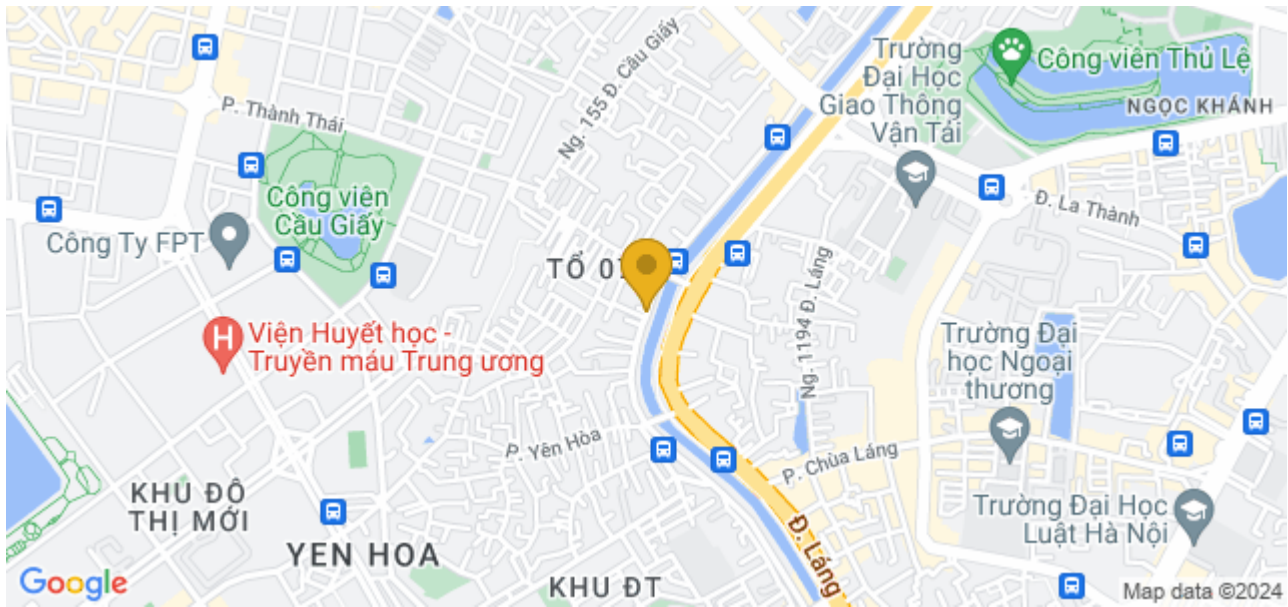 Trường
Đại Học
Giao Thông
Vận Tải
Công viên Thủ Lệ
NGỌC KHÁNH
P. Thành Thái
Ng. 155 Đ. Cầu Giấy
Công viên
Cầu Giấy
Công Ty FPT
Đ. La Thành
TỔ
Ng. 1194 Đ. Láng
Viện Huyết học -
Truyền máu Trung ương
H
Trường Đại
học Ngoại
thương
P. Yên Hòa
P. Chùa Láng
KHU ĐÔ
THỊ MỚI
Trường Đại Học
Luật Hà Nội
YEN HOA
Đ. Láng
KHU ĐT
Google
Map data ©2024